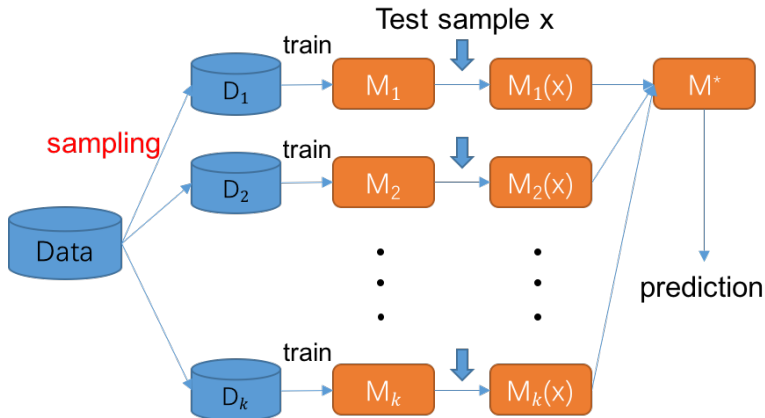 Test sample x
train
D₁
M₁
M₁(x)
M*
sampling
train
D₂
M₂
M₂(x)
Data
prediction
train
Dₖ
Mₖ
Mₖ(x)